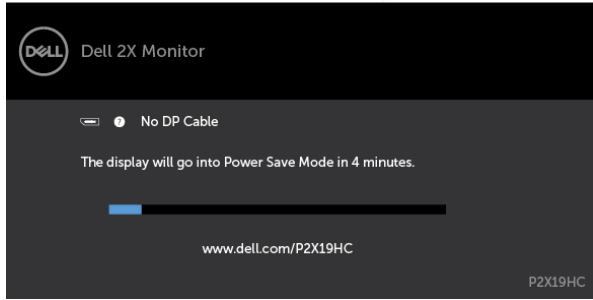 DELL
Dell 2X Monitor
? No DP Cable
The display will go into Power Save Mode in 4 minutes.
www.dell.com/P2X19HC
P2X19HC